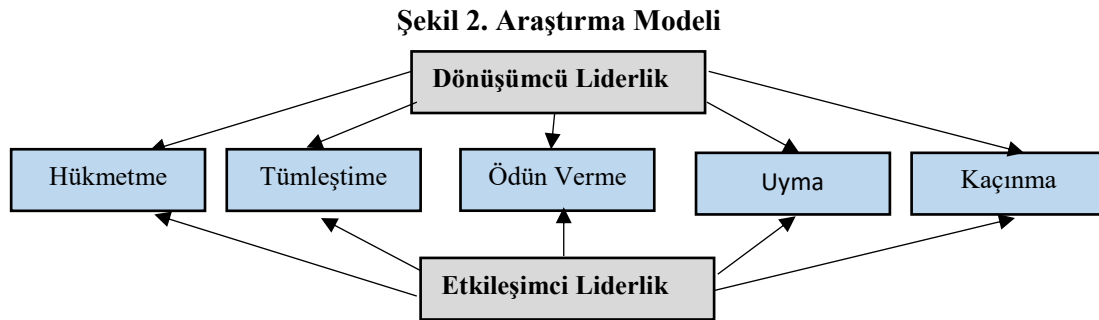 Şekil 2. Araştırma Modeli
Dönüşümcü Liderlik
Hükmetme
Tümleştime
Ödün Verme
Uyma
Kaçınma
Etkileşimci Liderlik